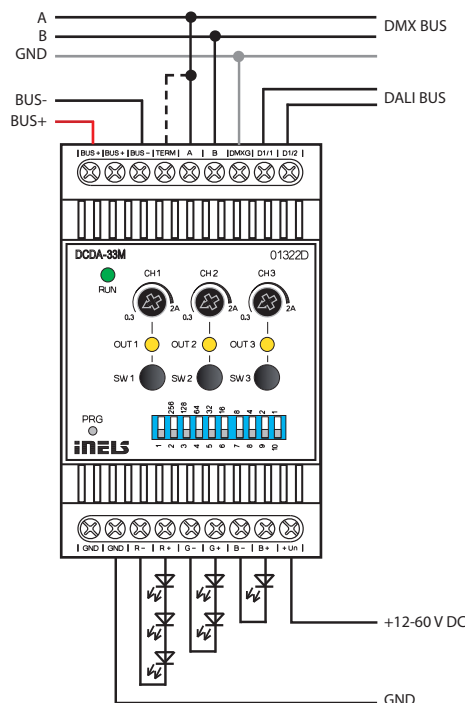 A
B
DMX BUS
GND
BUS-
DALI BUS
BUS+
BUS+ BUS+ BUS- TERM A B DMXG D1/1 D1/2
DCDA-33M 01322D
RUN
CH1 CH2 CH3
0.3 2A 0.3 2A 0.3 2A
OUT 1 OUT 2 OUT 3
SW 1 SW 2 SW 3
PRG
256 128 64 32 16 8 4 2 1
1 2 3 4 5 6 7 8 9 10
iNELS
GND GND R- R+ G- G+ B- B+ +Un
+12-60 V DC
GND